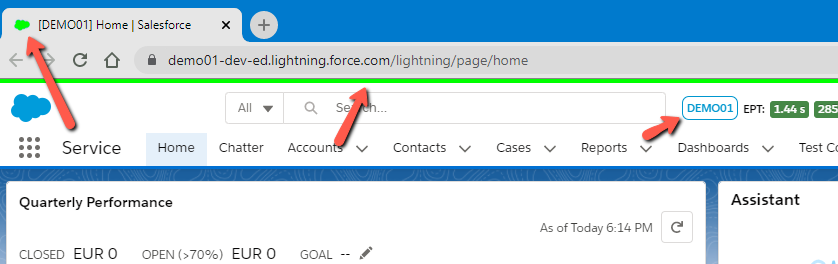 [DEMO01] Home | Salesforce
demo01-dev-ed.lightning.force.com/lightning/page/home
All Search... DEMO01 EPT: 1.44 s 285
Service Home Chatter Accounts Contacts Cases Reports Dashboards Test Co
Quarterly Performance
As of Today 6:14 PM
CLOSED EUR 0 OPEN (>70%) EUR 0 GOAL --
Assistant